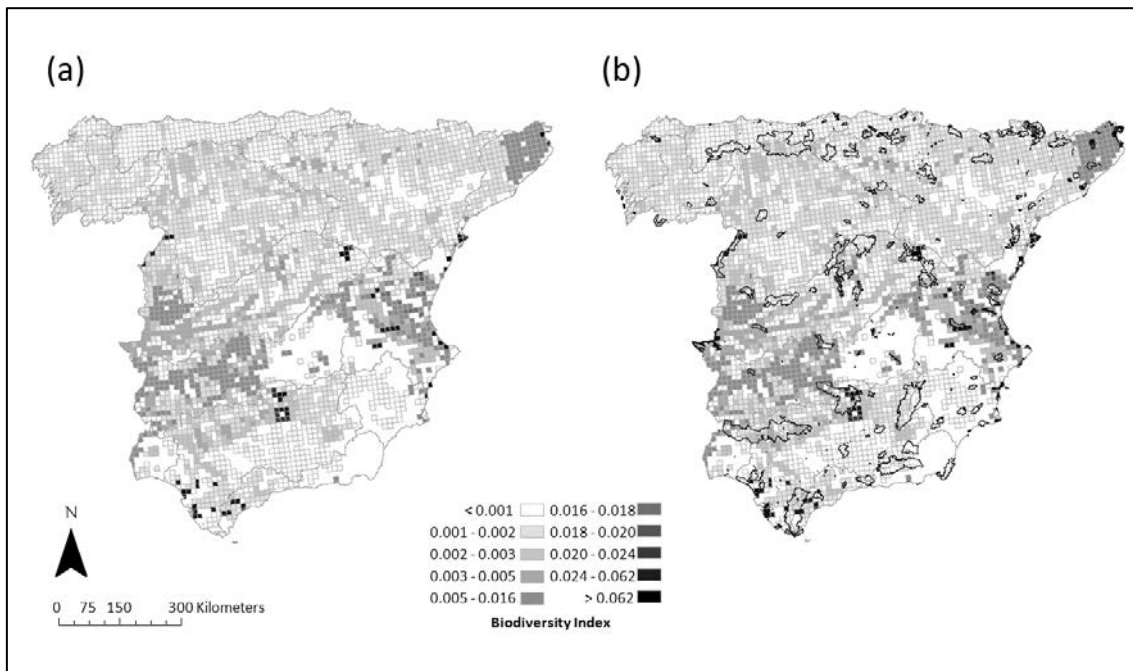 (a)
(b)
N
0 75 150 300 Kilometers
< 0.001 0.016 - 0.018
0.001 - 0.002 0.018 - 0.020
0.002 - 0.003 0.020 - 0.024
0.003 - 0.005 0.024 - 0.062
0.005 - 0.016 > 0.062
Biodiversity Index